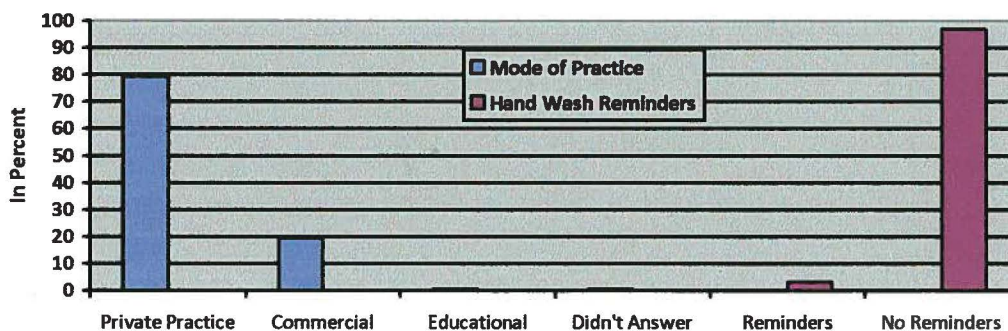 100
90
80
70
60
50
40
30
20
10
0
In Percent
Mode of Practice
Hand Wash Reminders
Private Practice Commercial Educational Didn't Answer Reminders No Reminders